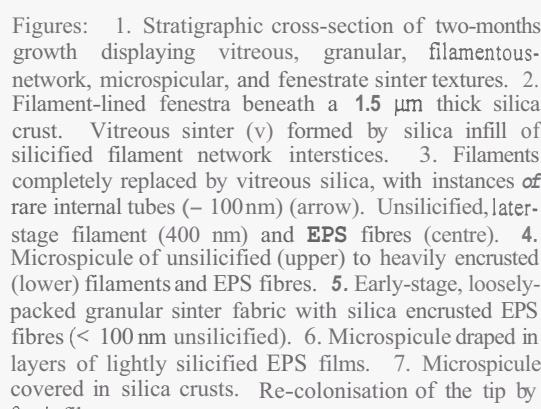 Figures: 1. Stratigraphic cross-section of two-months
growth displaying vitreous, granular, filamentous-
network, microspicular, and fenestrate sinter textures. 2.
Filament-lined fenestra beneath a 1.5 µm thick silica
crust. Vitreous sinter (v) formed by silica infill of
silicified filament network interstices. 3. Filaments
completely replaced by vitreous silica, with instances of
rare internal tubes (– 100nm) (arrow). Unsilicified, later-
stage filament (400 nm) and EPS fibres (centre). 4.
Microspicule of unsilicified (upper) to heavily encrusted
(lower) filaments and EPS fibres. 5. Early-stage, loosely-
packed granular sinter fabric with silica encrusted EPS
fibres (< 100 nm unsilicified). 6. Microspicule draped in
layers of lightly silicified EPS films. 7. Microspicule
covered in silica crusts. Re-colonisation of the tip by